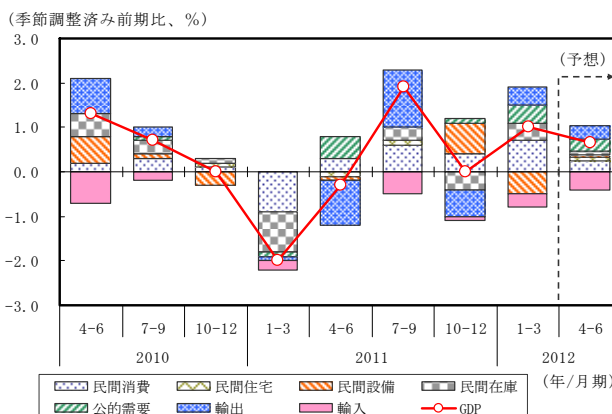 (季節調整済み前期比、%)
3.0
(予想)
2.0
1.0
0.0
-1.0
-2.0
-3.0
4-6 7-9 10-12 1-3 4-6 7-9 10-12 1-3 4-6
2010 2011 2012
(年/月期)
民間消費 民間住宅 民間設備 民間在庫
公的需要 輸出 輸入 GDP